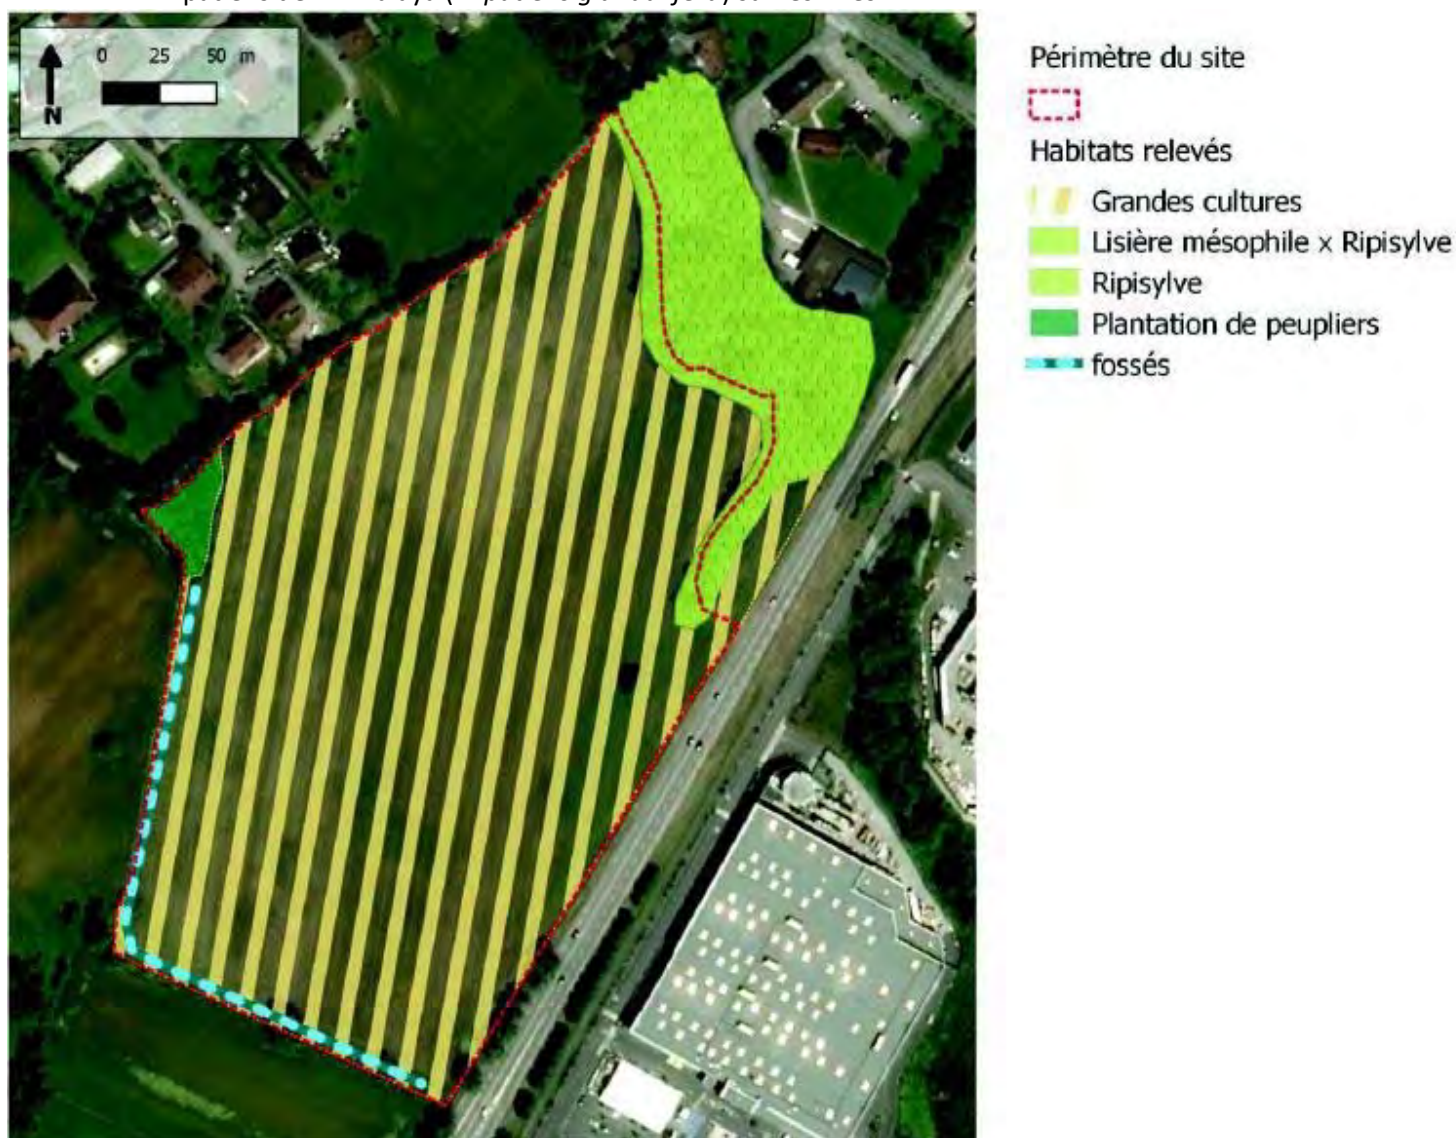 0 25 50 m
N
Périmètre du site
Habitats relevés
Grandes cultures
Lisière mésophile x Ripisylve
Ripisylve
Plantation de peupliers
fossés